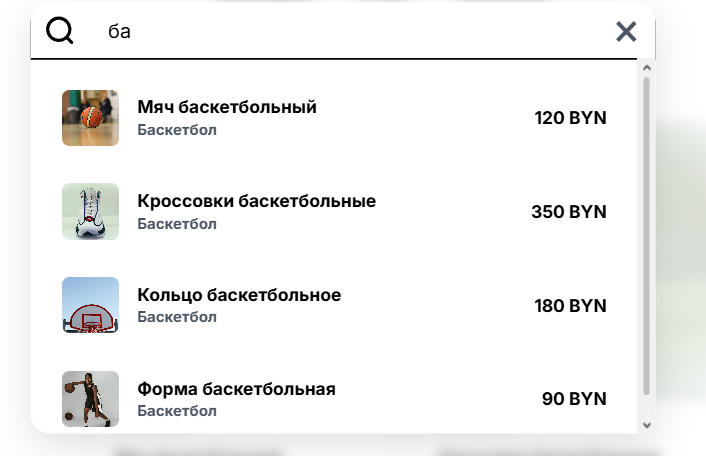 ба
Мяч баскетбольный
Баскетбол
120 BYN
Кроссовки баскетбольные
Баскетбол
350 BYN
Кольцо баскетбольное
Баскетбол
180 BYN
Форма баскетбольная
Баскетбол
90 BYN